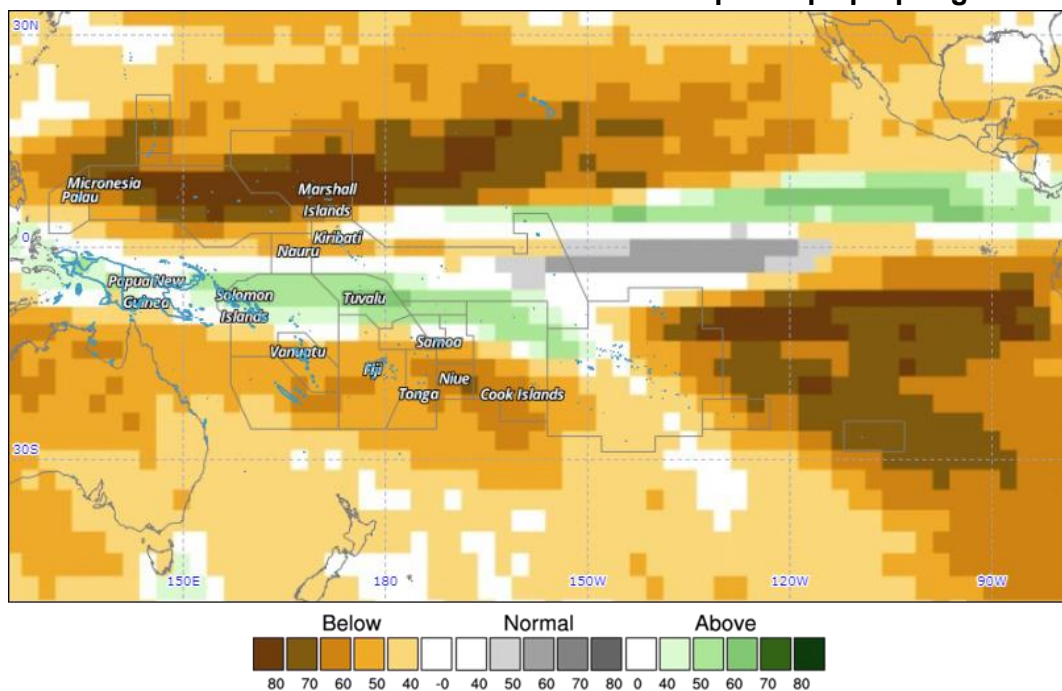 30N
Micronesia
Palau
Marshall
Islands
0
Kiribati
Nauru
Papua New
Guinea
Solomon
Islands
Tuvalu
Samoa
Vanuatu
Fiji
Niue
Tonga
Cook Islands
30S
150E 180 150W 120W 90W
Below Normal Above
80 70 60 50 40 -0 40 50 60 70 80 0 40 50 60 70 80